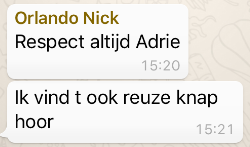 Orlando Nick
Respect altijd Adrie
15:20
Ik vind t ook reuze knap
hoor
15:21